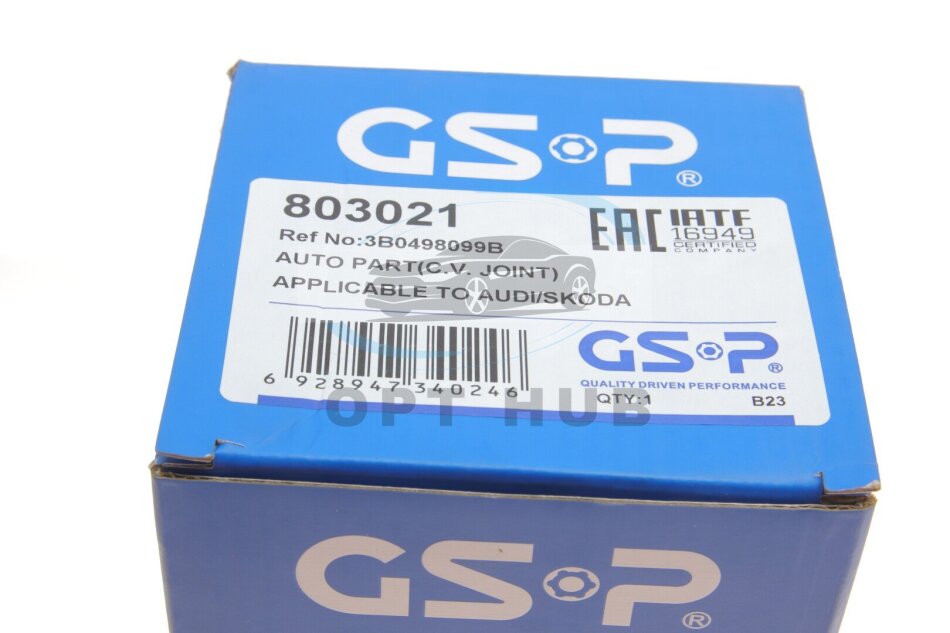 GSP®
803021
Ref No:3B0498099B
AUTO PART(C.V. JOINT)
APPLICABLE TO AUDI/SKODA
EAC
IATF
16949
CERTIFIED
COMPANY
6 928947 340246
GSP®
QUALITY DRIVEN PERFORMANCE
QTY:1 B23
OPT HUB
GSP®